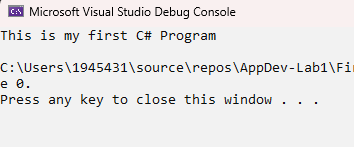 Microsoft Visual Studio Debug Console
This is my first C# Program
C:\Users\1945431\source\repos\AppDev-Lab1\Fi
e 0.
Press any key to close this window . . .